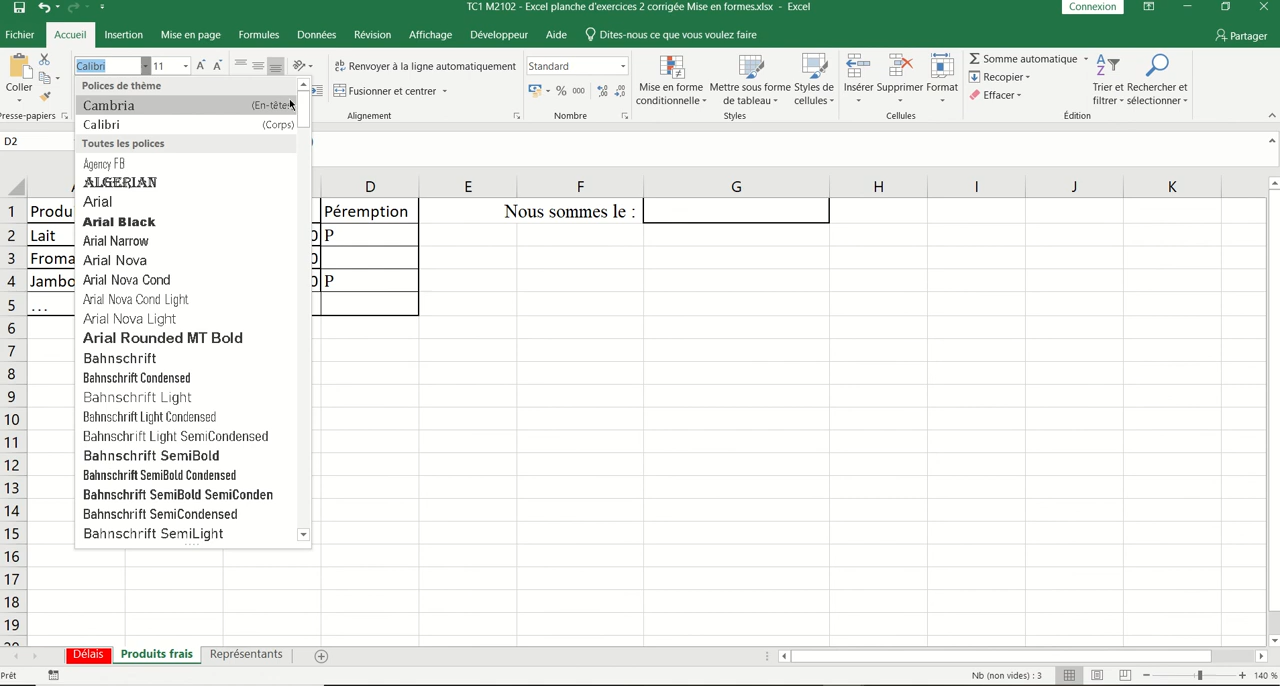 TC1 M2102 - Excel planche d'exercices 2 corrigée Mise en formes.xlsx - Excel
Connexion
Fichier Accueil Insertion Mise en page Formules Données Révision Affichage Développeur Aide Dites-nous ce que vous voulez faire Partager
Calibri 11 Renvoyer à la ligne automatiquement Standard Somme automatique
Coller Fusionner et centrer % 000 Mise en forme conditionnelle Mettre sous forme de tableau Styles de cellules Insérer Supprimer Format Recopier Trier et filtrer Rechercher et sélectionner
Effacer
Presse-papiers Alignement Nombre Styles Cellules Édition
D2
Polices de thème
Cambria (En-tête)
Calibri (Corps)
Toutes les polices
Agency FB
ALGERIAN
Arial
Arial Black
Arial Narrow
Arial Nova
Arial Nova Cond
Arial Nova Cond Light
Arial Nova Light
Arial Rounded MT Bold
Bahnschrift
Bahnschrift Condensed
Bahnschrift Light
Bahnschrift Light Condensed
Bahnschrift Light SemiCondensed
Bahnschrift SemiBold
Bahnschrift SemiBold Condensed
Bahnschrift SemiBold SemiConden
Bahnschrift SemiCondensed
Bahnschrift SemiLight
D E F G H I J K
1 Produ Péremption Nous sommes le :
2 Lait 0 P
3 Froma 0
4 Jambo 0 P
5 ...
6
7
8
9
10
11
12
13
14
15
16
17
18
19
Délais Produits frais Représentants
Prêt Nb (non vides) : 3 140 %